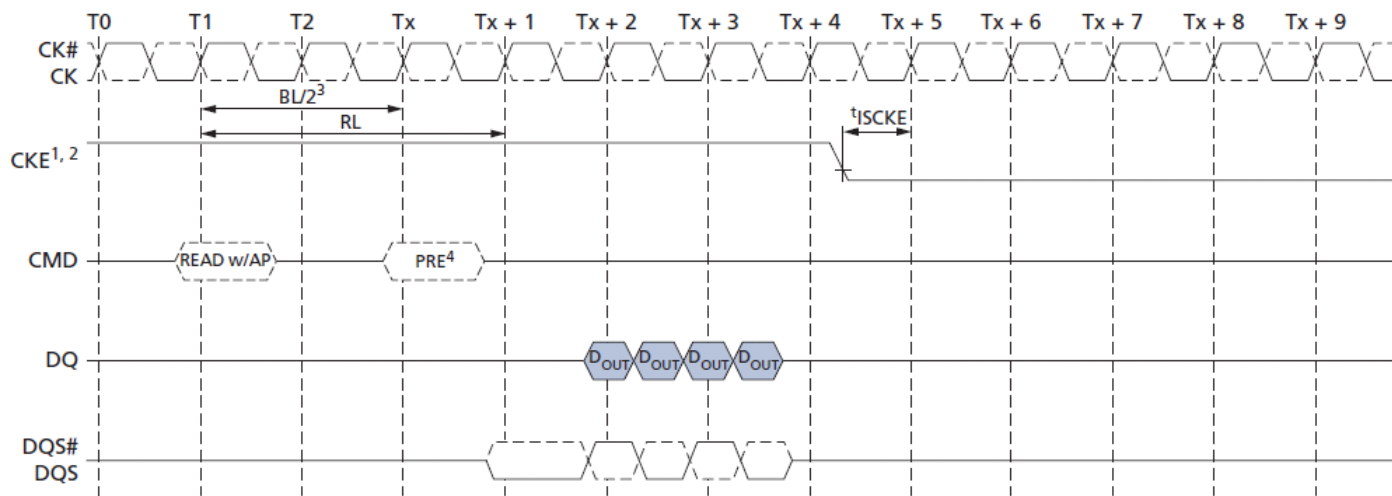 T0 T1 T2 Tx Tx + 1 Tx + 2 Tx + 3 Tx + 4 Tx + 5 Tx + 6 Tx + 7 Tx + 8 Tx + 9
CK#
CK
BL/2³
RL
tISCKE
CKE1, 2
CMD READ w/AP PRE⁴
DQ DOUT DOUT DOUT DOUT
DQS#
DQS